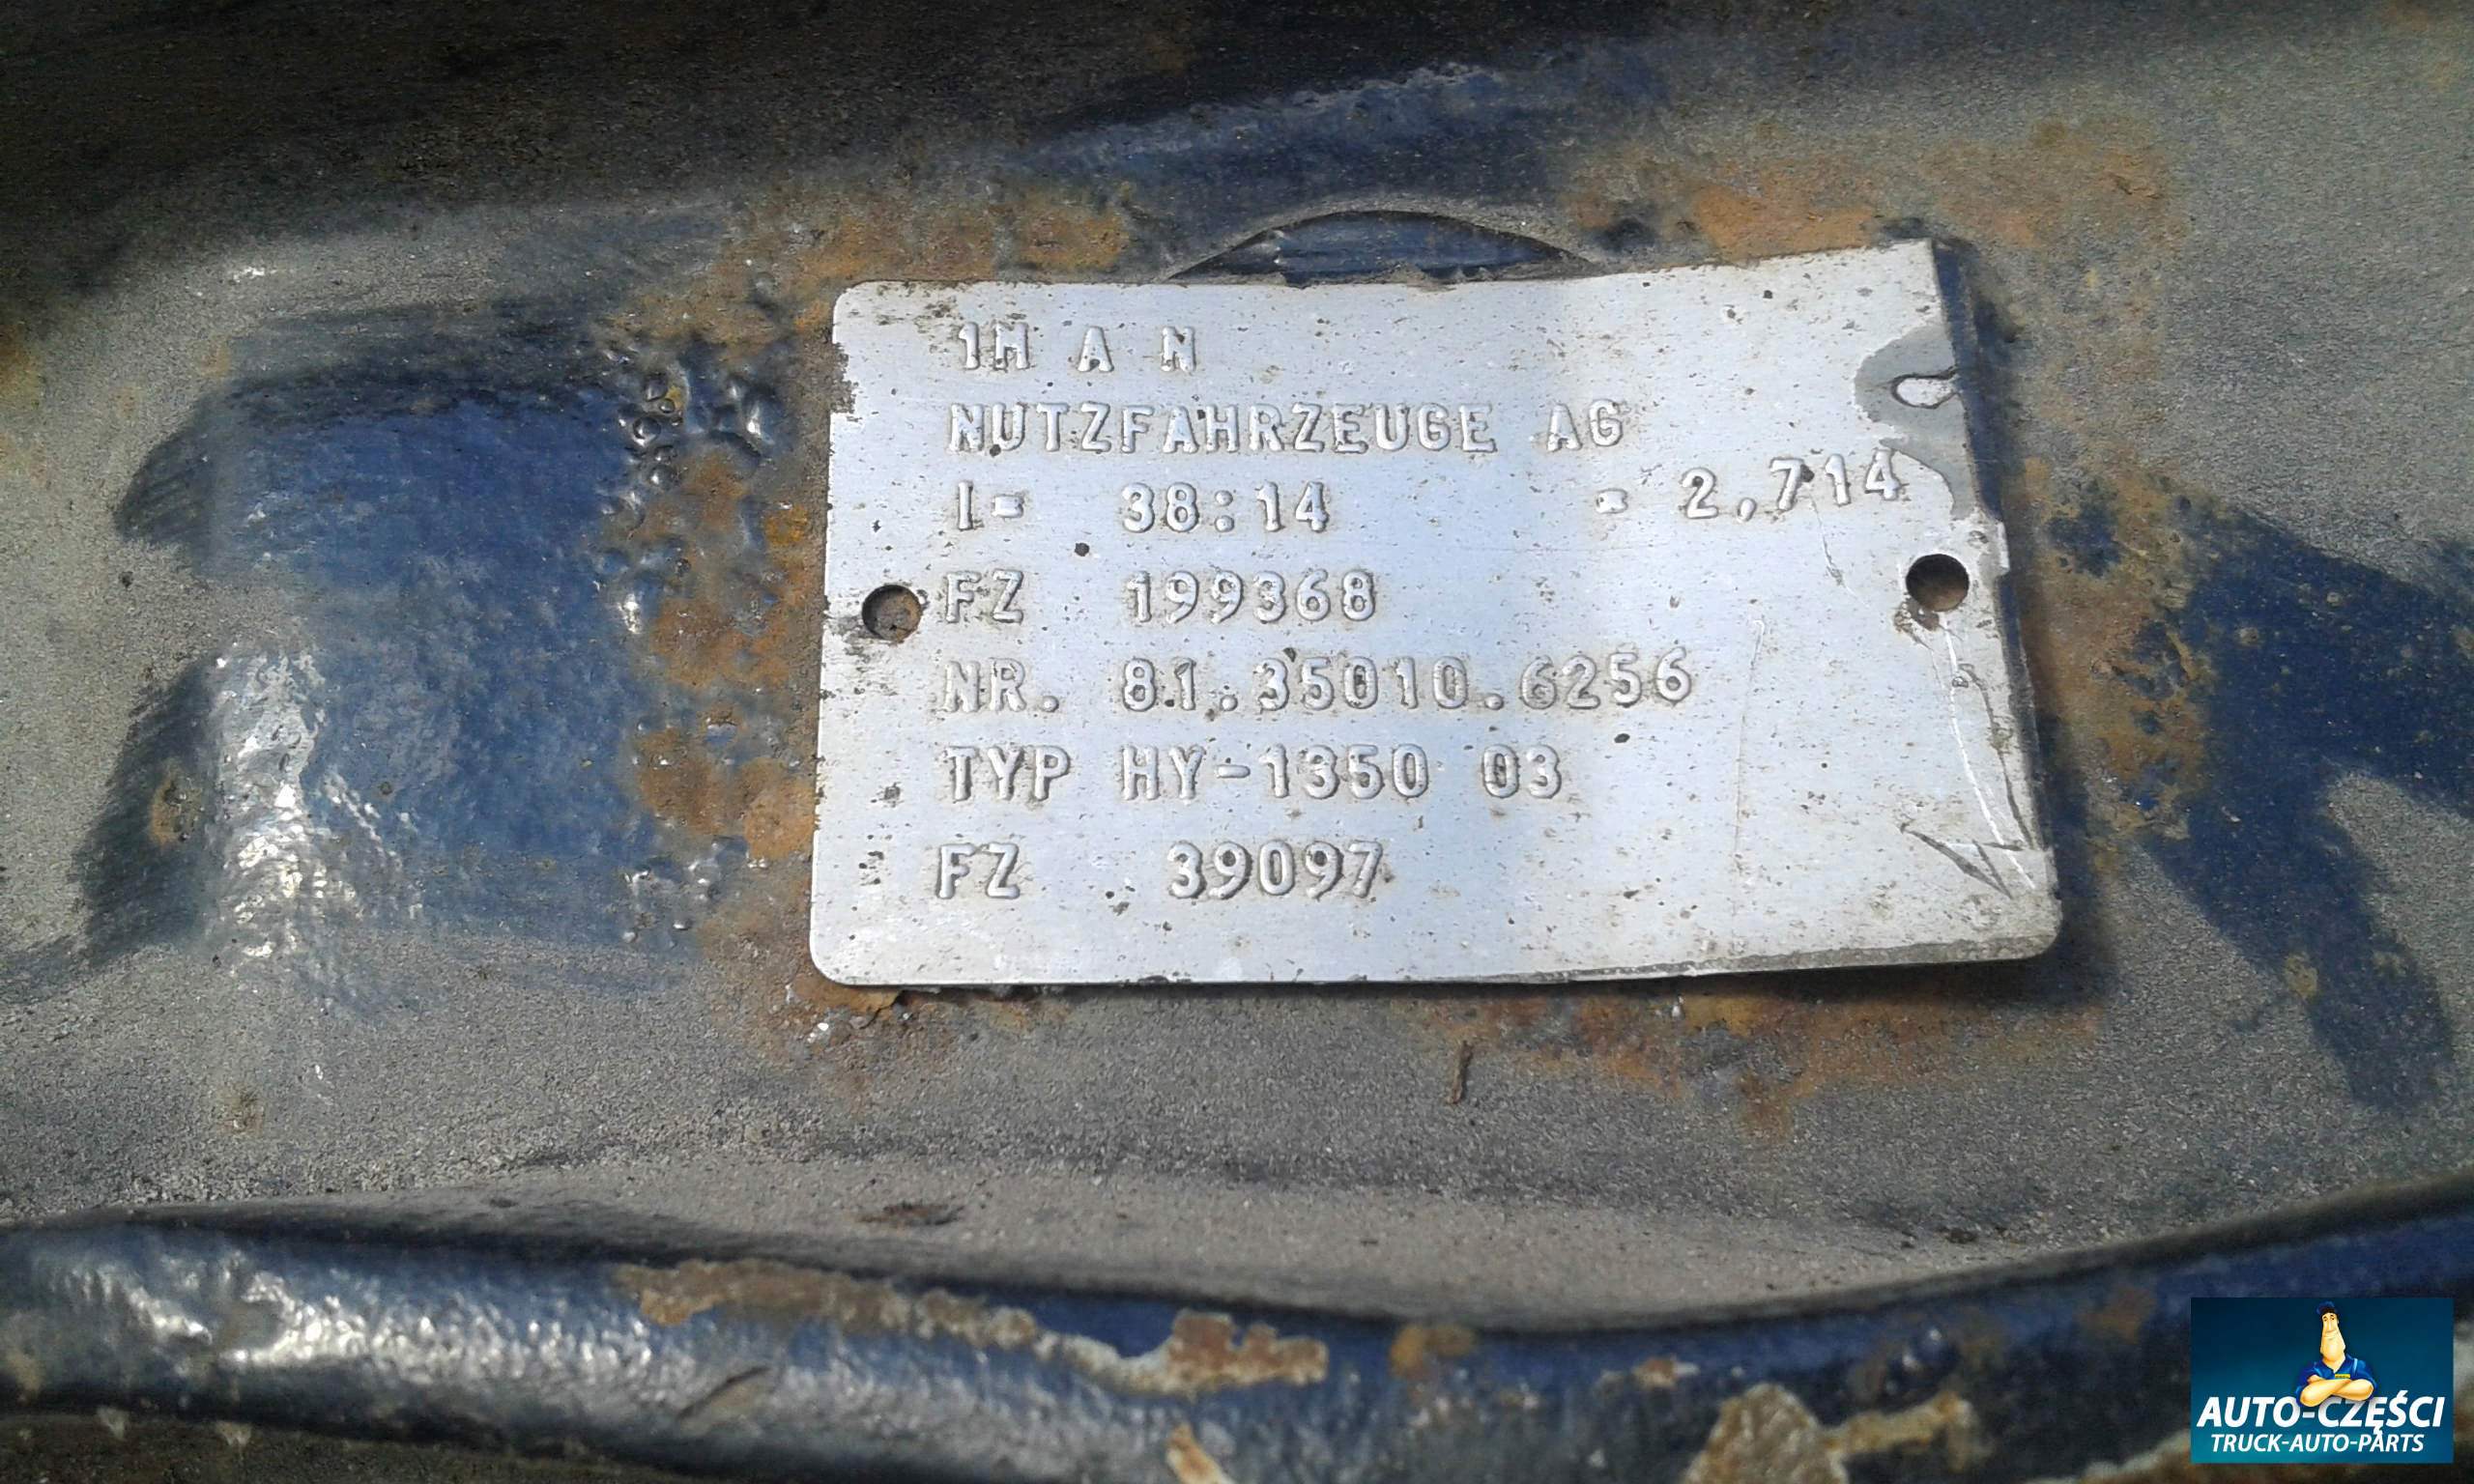 1M A N
NUTZFAHRZEUGE AG
I= 38:14 = 2,714
FZ 199368
NR. 81.35010.6256
TYP HY-1350 03
FZ 39097
AUTO-CZĘŚCI
TRUCK-AUTO-PARTS